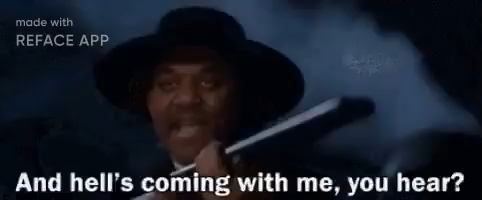 made with
REFACE APP
And hell's coming with me, you hear?